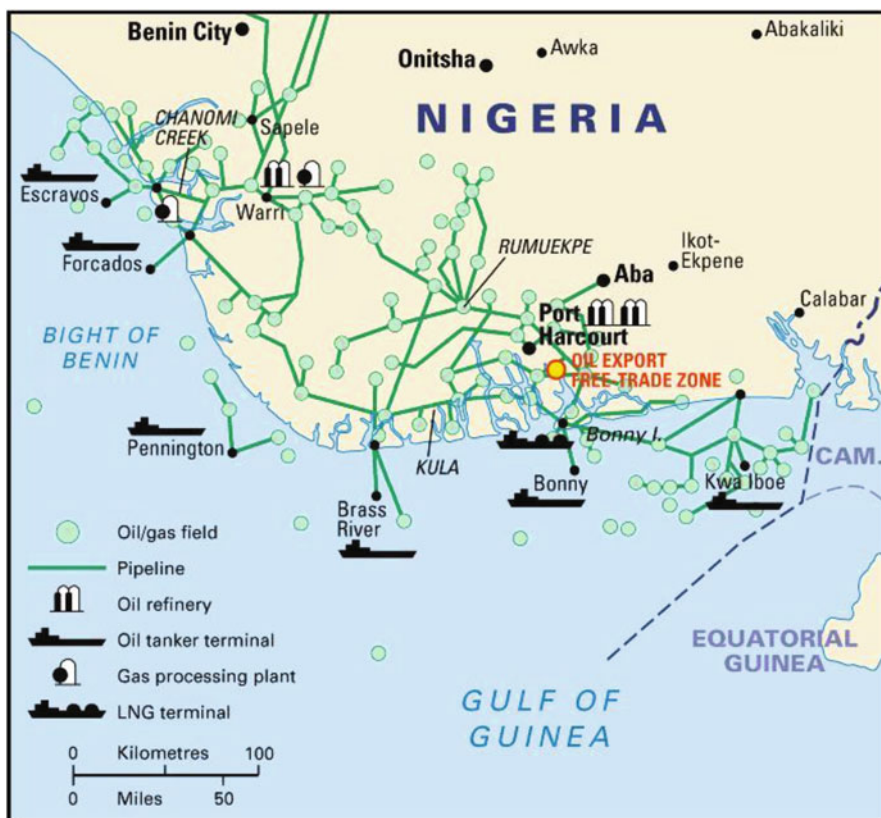 Benin City
Onitsha
Awka
Abakaliki
NIGERIA
CHANOMI
CREEK
Sapele
Escravos
Warri
Forcados
RUMUEKPE
Ikot-
Ekpene
Aba
Calabar
Port
Harcourt
BIGHT OF
BENIN
OIL EXPORT
FREE-TRADE ZONE
Pennington
KULA
Bonny I.
Bonny
Kwa Iboe
CAM.
Brass
River
Oil/gas field
Pipeline
Oil refinery
Oil tanker terminal
Gas processing plant
LNG terminal
EQUATORIAL
GUINEA
GULF OF
GUINEA
0 Kilometres 100
0 Miles 50